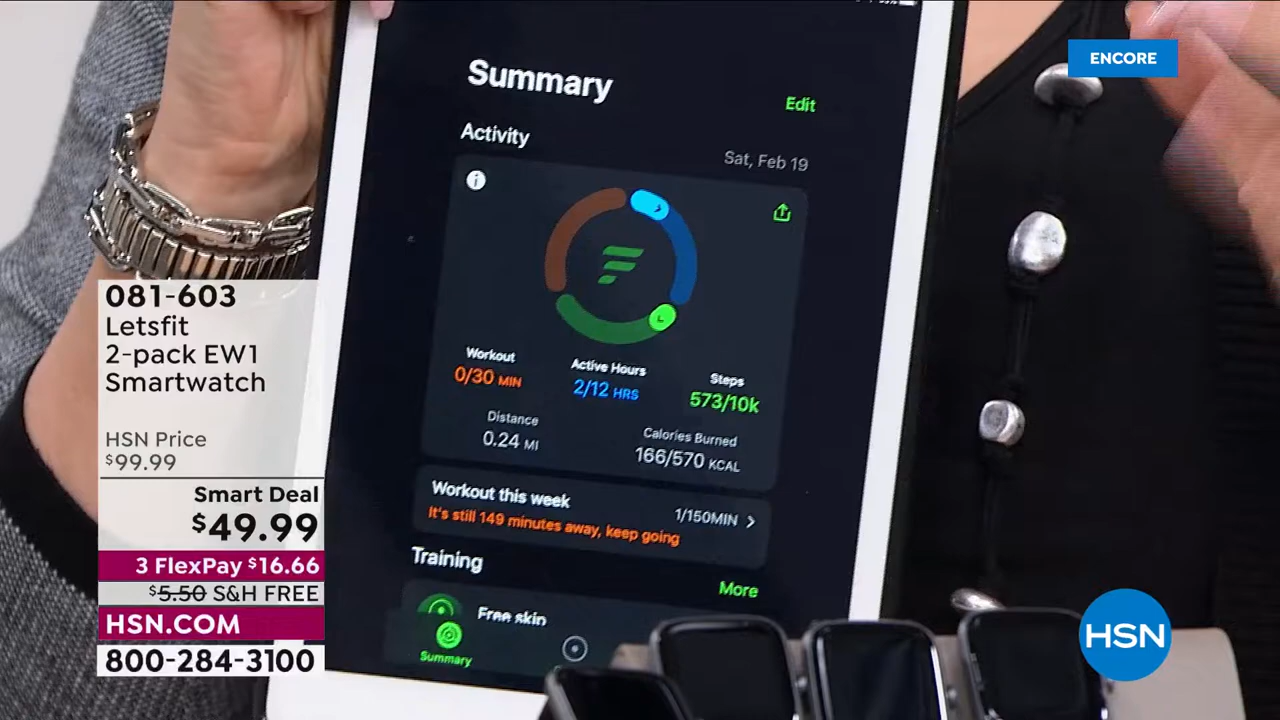 ENCORE
Summary
Edit
Activity
Sat, Feb 19
Workout
0/30 MIN
Active Hours
2/12 HRS
Steps
573/10k
Distance
0.24 MI
Calories Burned
166/570 KCAL
Workout this week
It's still 149 minutes away, keep going
1/150MIN
Training
More
Free skin
Summary
081-603
Letsfit
2-pack EW1
Smartwatch
HSN Price
$99.99
Smart Deal
$49.99
3 FlexPay $16.66
$5.50 S&H FREE
HSN.COM
800-284-3100
HSN